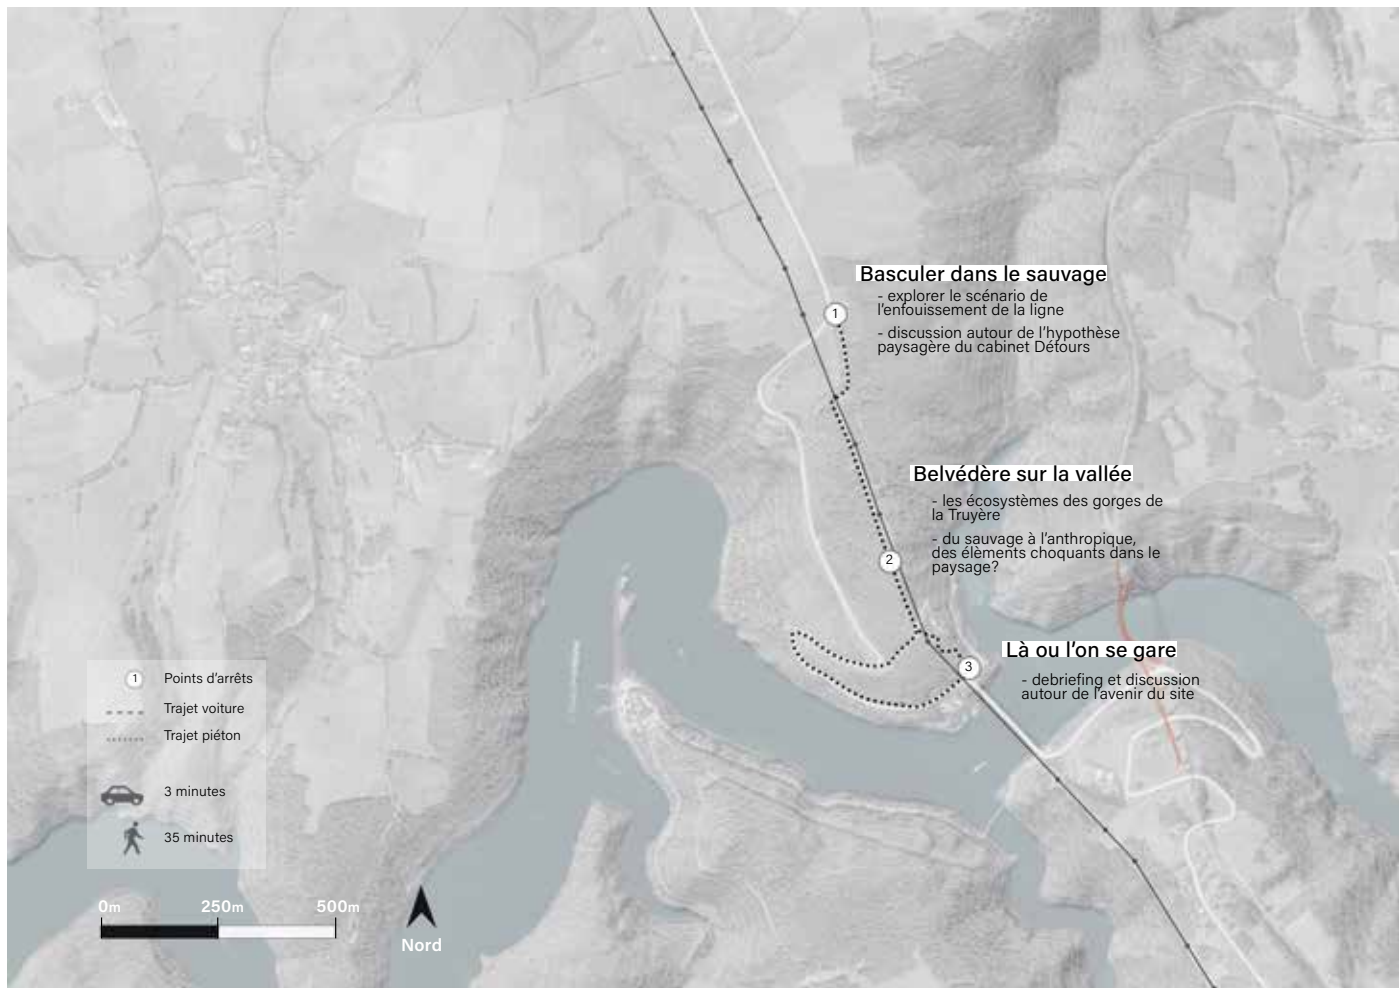 Basculer dans le sauvage
- explorer le scénario de
l'enfouissement de la ligne
- discussion autour de l'hypothèse
paysagère du cabinet Détours
1
Belvédère sur la vallée
- les écosystèmes des gorges de
la Truyère
- du sauvage à l'anthropique,
des élèments choquants dans le
paysage?
2
Là ou l'on se gare
- debriefing et discussion
autour de l'avenir du site
3
1 Points d'arrêts
Trajet voiture
Trajet piéton
3 minutes
35 minutes
0m 250m 500m
Nord